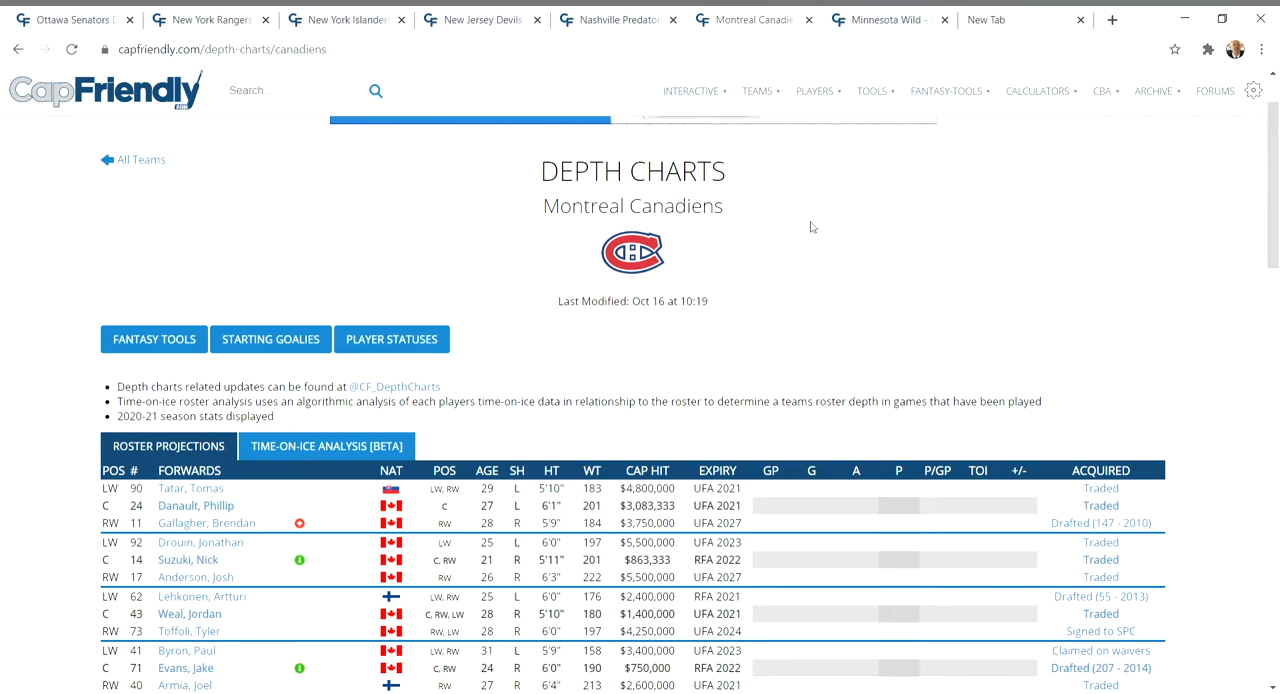 Ottawa Senators D × New York Rangers × New York Islander × New Jersey Devils × Nashville Predator × Montreal Canadie × Minnesota Wild - × New Tab ×
capfriendly.com/depth-charts/canadiens
CapFriendly Search... INTERACTIVE TEAMS PLAYERS TOOLS FANTASY-TOOLS CALCULATORS CBA ARCHIVE FORUMS
All Teams
DEPTH CHARTS
Montreal Canadiens
Last Modified: Oct 16 at 10:19
FANTASY TOOLS STARTING GOALIES PLAYER STATUSES
• Depth charts related updates can be found at @CF_DepthCharts
• Time-on-ice roster analysis uses an algorithmic analysis of each players time-on-ice data in relationship to the roster to determine a teams roster depth in games that have been played
• 2020-21 season stats displayed
ROSTER PROJECTIONS TIME-ON-ICE ANALYSIS [BETA]
POS # FORWARDS NAT POS AGE SH HT WT CAP HIT EXPIRY GP G A P P/GP TOI +/- ACQUIRED
LW 90 Tatar, Tomas LW, RW 29 L 5'10" 183 $4,800,000 UFA 2021 Traded
C 24 Danault, Phillip C 27 L 6'1" 201 $3,083,333 UFA 2021 Traded
RW 11 Gallagher, Brendan RW 28 R 5'9" 184 $3,750,000 UFA 2027 Drafted (147 - 2010)
LW 92 Drouin, Jonathan LW 25 L 6'0" 197 $5,500,000 UFA 2023 Traded
C 14 Suzuki, Nick C, RW 21 R 5'11" 201 $863,333 RFA 2022 Traded
RW 17 Anderson, Josh RW 26 R 6'3" 222 $5,500,000 UFA 2027 Traded
LW 62 Lehkonen, Artturi LW, RW 25 L 6'0" 176 $2,400,000 RFA 2021 Drafted (55 - 2013)
C 43 Weal, Jordan C, RW, LW 28 R 5'10" 180 $1,400,000 UFA 2021 Traded
RW 73 Toffoli, Tyler RW, LW 28 R 6'0" 197 $4,250,000 UFA 2024 Signed to SPC
LW 41 Byron, Paul LW, RW 31 L 5'9" 158 $3,400,000 UFA 2023 Claimed on waivers
C 71 Evans, Jake C, RW 24 R 6'0" 190 $750,000 RFA 2022 Drafted (207 - 2014)
RW 40 Armia, Joel RW 27 R 6'4" 213 $2,600,000 UFA 2021 Traded